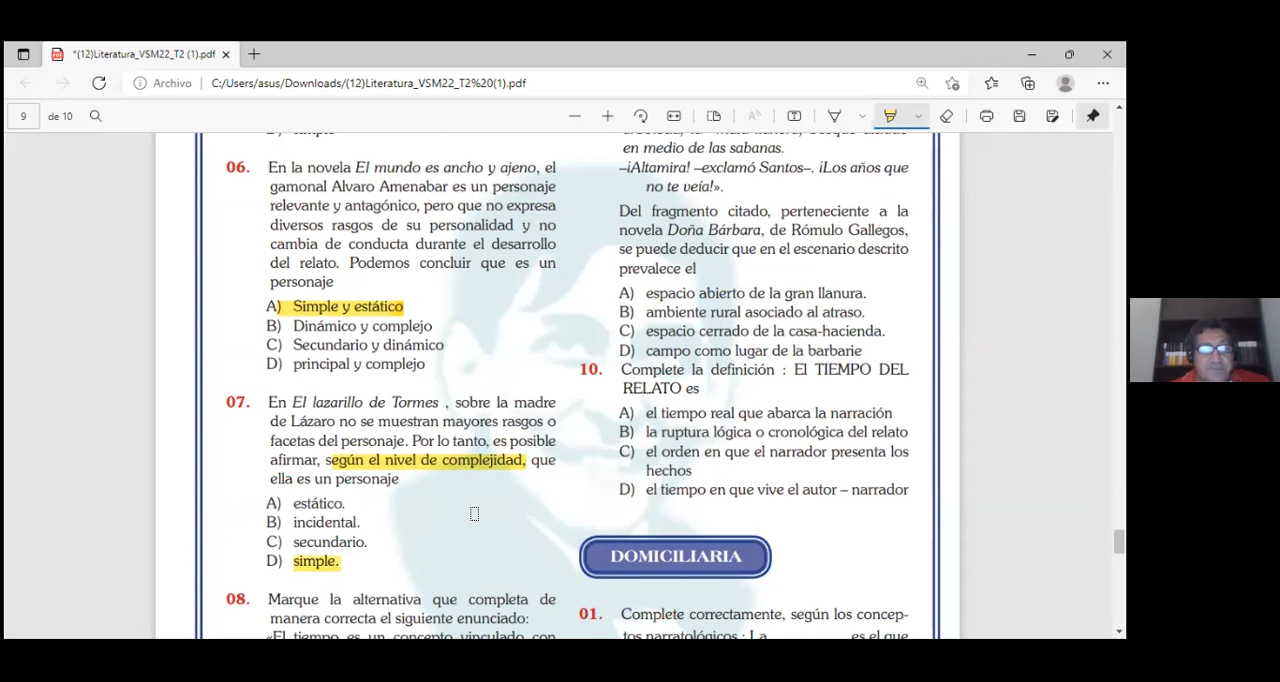 *(12)Literatura_VSM22_T2 (1).pdf
Archivo
C:/Users/asus/Downloads/(12)Literatura_VSM22_T2%20(1).pdf
9
de 10
06. En la novela El mundo es ancho y ajeno, el
gamonal Alvaro Amenabar es un personaje
relevante y antagónico, pero que no expresa
diversos rasgos de su personalidad y no
cambia de conducta durante el desarrollo
del relato. Podemos concluir que es un
personaje
A) Simple y estático
B) Dinámico y complejo
C) Secundario y dinámico
D) principal y complejo
07. En El lazarillo de Tormes , sobre la madre
de Lázaro no se muestran mayores rasgos o
facetas del personaje. Por lo tanto, es posible
afirmar, según el nivel de complejidad, que
ella es un personaje
A) estático.
B) incidental.
C) secundario.
D) simple.
08. Marque la alternativa que completa de
manera correcta el siguiente enunciado:
«El tiempo es un concepto vinculado con
en medio de las sabanas.
–¡Altamira! –exclamó Santos–. ¡Los años que
no te veía!».
Del fragmento citado, perteneciente a la
novela Doña Bárbara, de Rómulo Gallegos,
se puede deducir que en el escenario descrito
prevalece el
A) espacio abierto de la gran llanura.
B) ambiente rural asociado al atraso.
C) espacio cerrado de la casa-hacienda.
D) campo como lugar de la barbarie
10. Complete la definición : El TIEMPO DEL
RELATO es
A) el tiempo real que abarca la narración
B) la ruptura lógica o cronológica del relato
C) el orden en que el narrador presenta los
hechos
D) el tiempo en que vive el autor – narrador
DOMICILIARIA
01. Complete correctamente, según los concep-
tos narratológicos : La es el que